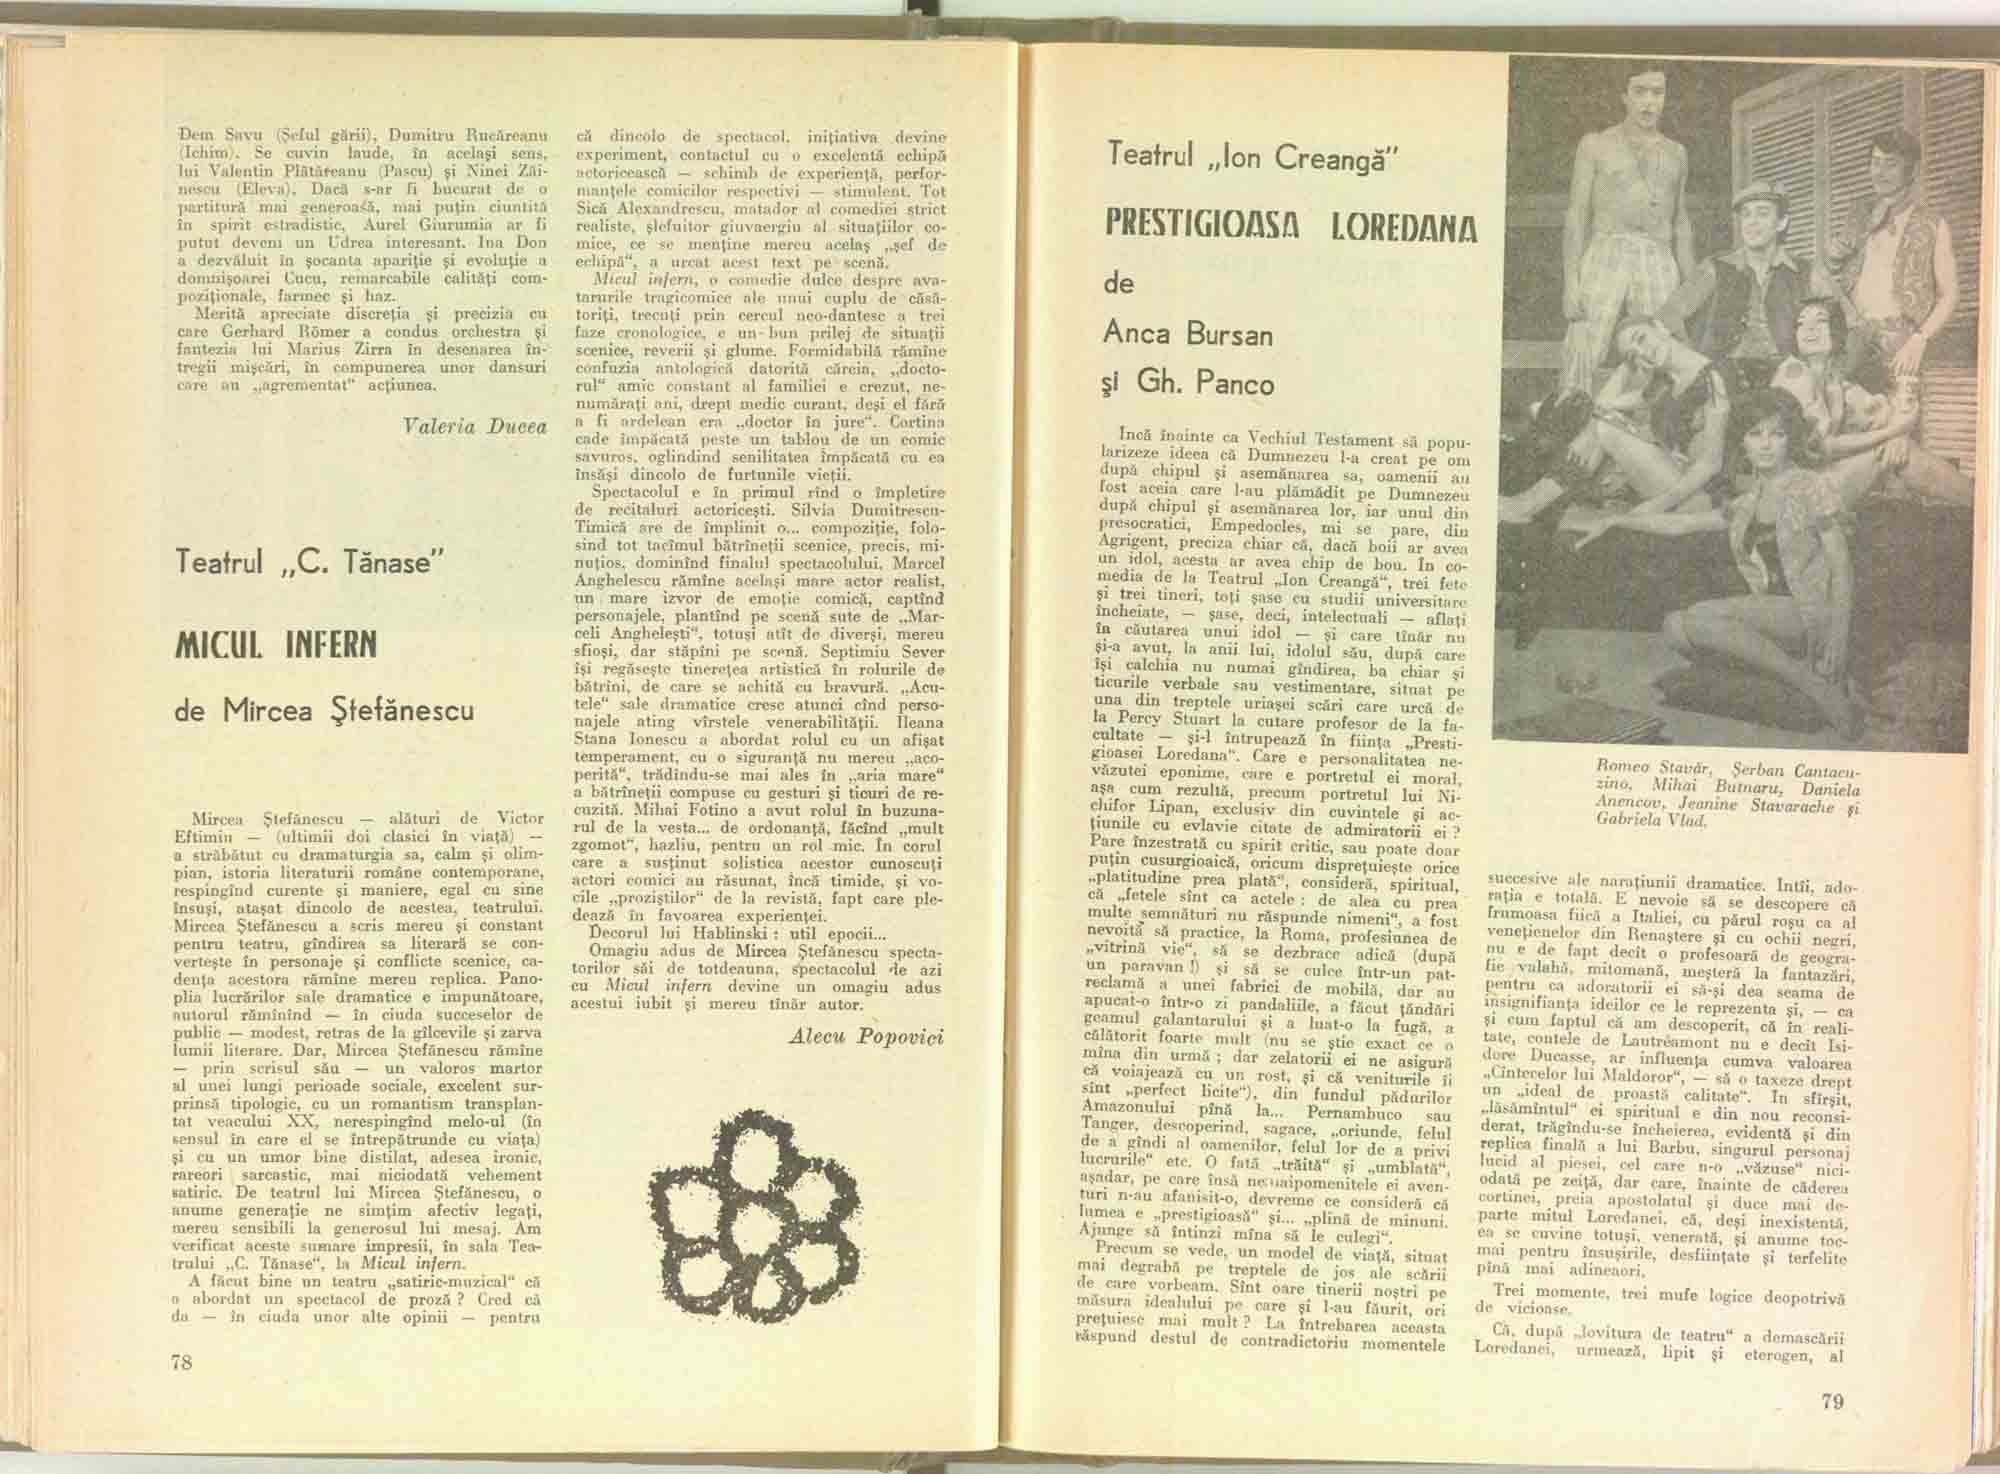 Dem Savu (Şeful gării), Dumitru Rucăreanu
(Ichim). Se cuvin laude, în acelaşi sens,
lui Valentin Plătăreanu (Pascu) şi Ninei Zăi-
nescu (Eleva). Dacă s-ar fi bucurat de o
partitură mai generoasă, mai puţin ciuntită
în spirit estradistic, Aurel Giurumia ar fi
putut deveni un Udrea interesant. Ina Don
a dezvăluit în şocanta apariţie şi evoluţie a
domnişoarei Cucu, remarcabile calităţi com-
poziţionale, farmec şi haz.
Merită apreciate discreţia şi precizia cu
care Gerhard Römer a condus orchestra şi
fantezia lui Marius Zirra în desenarea în-
tregii mişcări, în compunerea unor dansuri
care au „agrementat" acţiunea.
Valeria Ducea
Teatrul „C. Tănase"
MICUL INFERN
de Mircea Ştefănescu
Mircea Ştefănescu — alături de Victor
Eftimiu — (ultimii doi clasici în viaţă) —
a străbătut cu dramaturgia sa, calm şi olim-
pian, istoria literaturii române contemporane,
respingînd curente şi maniere, egal cu sine
însuşi, ataşat dincolo de acestea, teatrului.
Mircea Ştefănescu a scris mereu şi constant
pentru teatru, gîndirea sa literară se con-
verteşte în personaje şi conflicte scenice, ca-
denţa acestora rămîne mereu replica. Pano-
plia lucrărilor sale dramatice e impunătoare,
autorul rămînînd — în ciuda succeselor de
public — modest, retras de la gîlcevile şi zarva
lumii literare. Dar, Mircea Ştefănescu rămîne
— prin scrisul său — un valoros martor
al unei lungi perioade sociale, excelent sur-
prinsă tipologic, cu un romantism transplan-
tat veacului XX, nerespingînd melo-ul (în
sensul în care el se întrepătrunde cu viaţa)
şi cu un umor bine distilat, adesea ironic,
rareori sarcastic, mai niciodată vehement
satiric. De teatrul lui Mircea Ştefănescu, o
anume generaţie ne simţim afectiv legaţi,
mereu sensibili la generosul lui mesaj. Am
verificat aceste sumare impresii, în sala Tea-
trului „C. Tănase", la Micul infern.
A făcut bine un teatru „satiric-muzical" că
a abordat un spectacol de proză ? Cred că
da — în ciuda unor alte opinii — pentru
78
că dincolo de spectacol, iniţiativa devine
experiment, contactul cu o excelentă echipă
actoricească — schimb de experienţă, perfor-
manţele comicilor respectivi — stimulent. Tot
Sică Alexandrescu, matador al comediei strict
realiste, şlefuitor giuvaergiu al situaţiilor co-
mice, ce se menţine mereu acelaş „şef de
echipă", a urcat acest text pe scenă.
Micul infern, o comedie dulce despre ava-
tarurile tragicomice ale unui cuplu de căsă-
toriţi, trecuţi prin cercul neo-dantesc a trei
faze cronologice, e un bun prilej de situaţii
scenice, reverii şi glume. Formidabilă rămîne
confuzia antologică datorită căreia, „docto-
rul" amic constant al familiei e crezut, ne-
număraţi ani, drept medic curant, deşi el fără
a fi ardelean era „doctor în jure". Cortina
cade împăcată peste un tablou de un comic
savuros, oglindind senilitatea împăcată cu ea
însăşi dincolo de furtunile vieţii.
Spectacolul e în primul rînd o împletire
de recitaluri actoriceşti. Silvia Dumitrescu-
Timică are de împlinit o... compoziţie, folo-
sind tot tacîmul bătrîneţii scenice, precis, mi-
nuţios, dominînd finalul spectacolului. Marcel
Anghelescu rămîne acelaşi mare actor realist,
un mare izvor de emoţie comică, captînd
personajele, plantînd pe scenă sute de „Mar-
celi Angheleşti", totuşi atît de diverşi, mereu
sfioşi, dar stăpîni pe scenă. Septimiu Sever
îşi regăseşte tinereţea artistică în rolurile de
bătrîni, de care se achită cu bravură. „Acu-
tele" sale dramatice cresc atunci cînd perso-
najele ating vîrstele venerabilităţii. Ileana
Stana Ionescu a abordat rolul cu un afişat
temperament, cu o siguranţă nu mereu „aco-
perită", trădîndu-se mai ales în „aria mare"
a bătrîneţii compuse cu gesturi şi ticuri de re-
cuzită. Mihai Fotino a avut rolul în buzuna-
rul de la vesta... de ordonanţă, făcînd „mult
zgomot", hazliu, pentru un rol mic. În corul
care a susţinut solistica acestor cunoscuţi
actori comici au răsunat, încă timide, şi vo-
cile „proziştilor" de la revistă, fapt care ple-
dează în favoarea experienţei.
Decorul lui Hablinski : util epocii...
Omagiu adus de Mircea Ştefănescu specta-
torilor săi de totdeauna, spectacolul de azi
cu Micul infern devine un omagiu adus
acestui iubit şi mereu tînăr autor.
Alecu Popovici
Teatrul „Ion Creangă"
PRESTIGIOASA LOREDANA
de
Anca Bursan
şi Gh. Panco
Încă înainte ca Vechiul Testament să popu-
larizeze ideea că Dumnezeu l-a creat pe om
după chipul şi asemănarea sa, oamenii au
fost aceia care l-au plămădit pe Dumnezeu
după chipul şi asemănarea lor, iar unul din
presocratici, Empedocles, mi se pare, din
Agrigent, preciza chiar că, dacă boii ar avea
un idol, acesta ar avea chip de bou. În co-
media de la Teatrul „Ion Creangă", trei fete
şi trei tineri, toţi şase cu studii universitare
încheiate, — şase, deci, intelectuali — aflaţi
în căutarea unui idol — şi care tînăr nu
şi-a avut, la anii lui, idolul său, după care
îşi calchia nu numai gîndirea, ba chiar şi
ticurile verbale sau vestimentare, situat pe
una din treptele uriaşei scări care urcă de
la Percy Stuart la cutare profesor de la fa-
cultate — şi-l întrupează în fiinţa „Presti-
gioasei Loredana". Care e personalitatea ne-
văzutei eponime, care e portretul ei moral,
aşa cum rezultă, precum portretul lui Ni-
chifor Lipan, exclusiv din cuvintele şi ac-
ţiunile cu evlavie citate de admiratorii ei ?
Pare înzestrată cu spirit critic, sau poate doar
puţin cusurgioaică, oricum dispreţuieşte orice
„platitudine prea plată", consideră, spiritual,
că „fetele sînt ca actele : de alea cu prea
multe semnături nu răspunde nimeni", a fost
nevoită să practice, la Roma, profesiunea de
„vitrină vie", să se dezbrace adică (după
un paravan !) şi să se culce într-un pat-
reclamă a unei fabrici de mobilă, dar au
apucat-o într-o zi pandaliile, a făcut ţăndări
geamul galantarului şi a luat-o la fugă, a
călătorit foarte mult (nu se ştie exact ce o
mîna din urmă ; dar zelatorii ei ne asigură
că voiajează cu un rost, şi că veniturile îi
sînt „perfect licite"), din fundul pădurilor
Amazonului pînă la... Pernambuco sau
Tanger, descoperind, sagace, „oriunde, felul
de a gîndi al oamenilor, felul lor de a privi
lucrurile" etc. O fată „trăită" şi „umblată",
aşadar, pe care însă nemaipomenitele ei aven-
turi n-au afanisit-o, devreme ce consideră că
lumea e „prestigioasă" şi... „plină de minuni.
Ajunge să întinzi mîna să le culegi".
Precum se vede, un model de viaţă, situat
mai degrabă pe treptele de jos ale scării
de care vorbeam. Sînt oare tinerii noştri pe
măsura idealului pe care şi l-au făurit, ori
preţuiesc mai mult ? La întrebarea aceasta
răspund destul de contradictoriu momentele
Romeo Stavăr, Şerban Cantacu-
zino, Mihai Butnaru, Daniela
Anencov, Jeanine Stavarache şi
Gabriela Vlad.
succesive ale naraţiunii dramatice. Întîi, ado-
raţia e totală. E nevoie să se descopere că
frumoasa fiică a Italiei, cu părul roşu ca al
veneţienelor din Renaştere şi cu ochii negri,
nu e de fapt decît o profesoară de geogra-
fie valahă, mitomană, meşteră la fantazări,
pentru ca adoratorii ei să-şi dea seama de
insignifianţa ideilor ce le reprezenta şi, — ca
şi cum faptul că am descoperit, că în reali-
tate, contele de Lautréamont nu e decît Isi-
dore Ducasse, ar influenţa cumva valoarea
„Cîntecelor lui Maldoror", — să o taxeze drept
un „ideal de proastă calitate". În sfîrşit,
„lăsămîntul" ei spiritual e din nou reconsi-
derat, trăgîndu-se încheierea, evidentă şi din
replica finală a lui Barbu, singurul personaj
lucid al piesei, cel care n-o „văzuse" nici-
odată pe zeiţă, dar care, înainte de căderea
cortinei, preia apostolatul şi duce mai de-
parte mitul Loredanei, că, deşi inexistentă,
ea se cuvine totuşi, venerată, şi anume toc-
mai pentru însuşirile, desfiinţate şi terfelite
pînă mai adineaori.
Trei momente, trei mufe logice deopotrivă
de vicioase.
Că, după „lovitura de teatru" a demascării
Loredanei, urmează, lipit şi eterogen, al
79